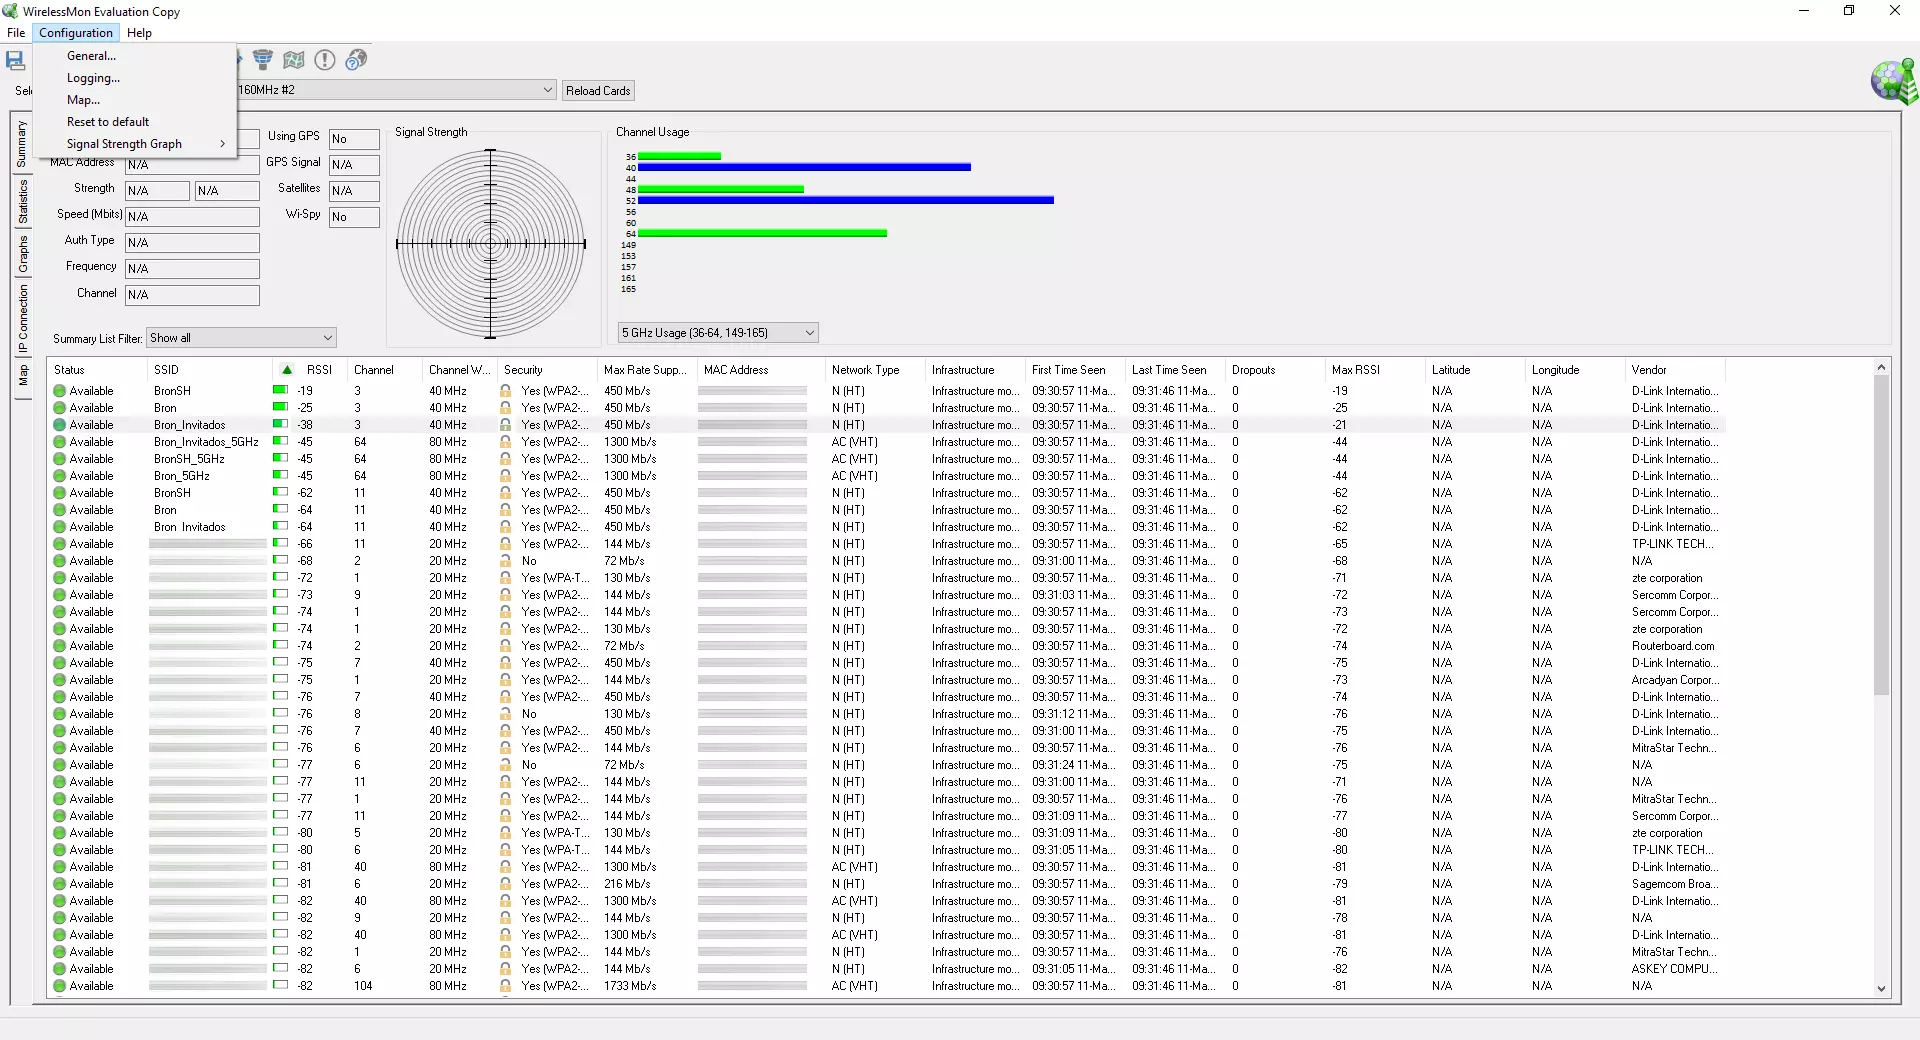 WirelessMon Evaluation Copy
File Configuration Help
General...
Logging...
Map...
Reset to default
Signal Strength Graph
160MHz #2 Reload Cards
Summary
Statistics
Graphs
IP Connection
Map
MAC Address N/A
Strength N/A N/A
Speed (Mbits) N/A
Auth Type N/A
Frequency N/A
Channel N/A
Using GPS No
GPS Signal N/A
Satellites N/A
Wi-Spy No
Signal Strength
Channel Usage
36
40
44
48
52
56
60
64
149
153
157
161
165
Summary List Filter: Show all
5 GHz Usage (36-64, 149-165)
Status SSID RSSI Channel Channel W... Security Max Rate Supp... MAC Address Network Type Infrastructure First Time Seen Last Time Seen Dropouts Max RSSI Latitude Longitude Vendor
Available BronSH -19 3 40 MHz Yes (WPA2-... 450 Mb/s N (HT) Infrastructure mo... 09:30:57 11-Ma... 09:31:46 11-Ma... 0 -19 N/A N/A D-Link Internatio...
Available Bron -25 3 40 MHz Yes (WPA2-... 450 Mb/s N (HT) Infrastructure mo... 09:30:57 11-Ma... 09:31:46 11-Ma... 0 -25 N/A N/A D-Link Internatio...
Available Bron_Invitados -38 3 40 MHz Yes (WPA2-... 450 Mb/s N (HT) Infrastructure mo... 09:30:57 11-Ma... 09:31:46 11-Ma... 0 -21 N/A N/A D-Link Internatio...
Available Bron_Invitados_5GHz -45 64 80 MHz Yes (WPA2-... 1300 Mb/s AC (VHT) Infrastructure mo... 09:30:57 11-Ma... 09:31:46 11-Ma... 0 -44 N/A N/A D-Link Internatio...
Available BronSH_5GHz -45 64 80 MHz Yes (WPA2-... 1300 Mb/s AC (VHT) Infrastructure mo... 09:30:57 11-Ma... 09:31:46 11-Ma... 0 -44 N/A N/A D-Link Internatio...
Available Bron_5GHz -45 64 80 MHz Yes (WPA2-... 1300 Mb/s AC (VHT) Infrastructure mo... 09:30:57 11-Ma... 09:31:46 11-Ma... 0 -44 N/A N/A D-Link Internatio...
Available BronSH -62 11 40 MHz Yes (WPA2-... 450 Mb/s N (HT) Infrastructure mo... 09:30:57 11-Ma... 09:31:46 11-Ma... 0 -62 N/A N/A D-Link Internatio...
Available Bron -64 11 40 MHz Yes (WPA2-... 450 Mb/s N (HT) Infrastructure mo... 09:30:57 11-Ma... 09:31:46 11-Ma... 0 -62 N/A N/A D-Link Internatio...
Available Bron_Invitados -64 11 40 MHz Yes (WPA2-... 450 Mb/s N (HT) Infrastructure mo... 09:30:57 11-Ma... 09:31:46 11-Ma... 0 -62 N/A N/A D-Link Internatio...
Available -66 11 20 MHz Yes (WPA2-... 144 Mb/s N (HT) Infrastructure mo... 09:30:57 11-Ma... 09:31:46 11-Ma... 0 -65 N/A N/A TP-LINK TECH...
Available -68 2 20 MHz No 72 Mb/s N (HT) Infrastructure mo... 09:31:00 11-Ma... 09:31:46 11-Ma... 0 -68 N/A N/A N/A
Available -72 1 20 MHz Yes (WPA-T... 130 Mb/s N (HT) Infrastructure mo... 09:30:57 11-Ma... 09:31:46 11-Ma... 0 -71 N/A N/A zte corporation
Available -73 9 20 MHz Yes (WPA2-... 144 Mb/s N (HT) Infrastructure mo... 09:31:03 11-Ma... 09:31:46 11-Ma... 0 -72 N/A N/A Sercomm Corpor...
Available -74 1 20 MHz Yes (WPA2-... 144 Mb/s N (HT) Infrastructure mo... 09:30:57 11-Ma... 09:31:46 11-Ma... 0 -73 N/A N/A Sercomm Corpor...
Available -74 1 20 MHz Yes (WPA2-... 130 Mb/s N (HT) Infrastructure mo... 09:30:57 11-Ma... 09:31:46 11-Ma... 0 -72 N/A N/A zte corporation
Available -74 2 20 MHz Yes (WPA2-... 72 Mb/s N (HT) Infrastructure mo... 09:30:57 11-Ma... 09:31:46 11-Ma... 0 -74 N/A N/A Routerboard.com
Available -75 7 40 MHz Yes (WPA2-... 450 Mb/s N (HT) Infrastructure mo... 09:30:57 11-Ma... 09:31:46 11-Ma... 0 -75 N/A N/A D-Link Internatio...
Available -75 1 20 MHz Yes (WPA2-... 144 Mb/s N (HT) Infrastructure mo... 09:30:57 11-Ma... 09:31:46 11-Ma... 0 -73 N/A N/A Arcadyan Corpor...
Available -76 7 40 MHz Yes (WPA2-... 450 Mb/s N (HT) Infrastructure mo... 09:30:57 11-Ma... 09:31:46 11-Ma... 0 -74 N/A N/A D-Link Internatio...
Available -76 8 20 MHz No 130 Mb/s N (HT) Infrastructure mo... 09:31:12 11-Ma... 09:31:46 11-Ma... 0 -76 N/A N/A D-Link Internatio...
Available -76 7 40 MHz Yes (WPA2-... 450 Mb/s N (HT) Infrastructure mo... 09:31:00 11-Ma... 09:31:46 11-Ma... 0 -75 N/A N/A D-Link Internatio...
Available -76 6 20 MHz Yes (WPA2-... 144 Mb/s N (HT) Infrastructure mo... 09:30:57 11-Ma... 09:31:46 11-Ma... 0 -76 N/A N/A MitraStar Techn...
Available -77 6 20 MHz No 72 Mb/s N (HT) Infrastructure mo... 09:31:24 11-Ma... 09:31:46 11-Ma... 0 -75 N/A N/A N/A
Available -77 11 20 MHz Yes (WPA2-... 144 Mb/s N (HT) Infrastructure mo... 09:31:00 11-Ma... 09:31:46 11-Ma... 0 -71 N/A N/A N/A
Available -77 1 20 MHz Yes (WPA2-... 144 Mb/s N (HT) Infrastructure mo... 09:30:57 11-Ma... 09:31:46 11-Ma... 0 -76 N/A N/A MitraStar Techn...
Available -77 11 20 MHz Yes (WPA2-... 144 Mb/s N (HT) Infrastructure mo... 09:31:09 11-Ma... 09:31:46 11-Ma... 0 -77 N/A N/A Sercomm Corpor...
Available -80 5 20 MHz Yes (WPA-T... 130 Mb/s N (HT) Infrastructure mo... 09:31:09 11-Ma... 09:31:46 11-Ma... 0 -80 N/A N/A zte corporation
Available -80 6 20 MHz Yes (WPA-T... 144 Mb/s N (HT) Infrastructure mo... 09:31:05 11-Ma... 09:31:46 11-Ma... 0 -80 N/A N/A TP-LINK TECH...
Available -81 40 80 MHz Yes (WPA2-... 1300 Mb/s AC (VHT) Infrastructure mo... 09:30:57 11-Ma... 09:31:46 11-Ma... 0 -81 N/A N/A D-Link Internatio...
Available -81 6 20 MHz Yes (WPA2-... 216 Mb/s N (HT) Infrastructure mo... 09:30:57 11-Ma... 09:31:46 11-Ma... 0 -79 N/A N/A Sagemcom Broa...
Available -82 40 80 MHz Yes (WPA2-... 1300 Mb/s AC (VHT) Infrastructure mo... 09:30:57 11-Ma... 09:31:46 11-Ma... 0 -81 N/A N/A D-Link Internatio...
Available -82 9 20 MHz Yes (WPA2-... 144 Mb/s N (HT) Infrastructure mo... 09:30:57 11-Ma... 09:31:46 11-Ma... 0 -78 N/A N/A N/A
Available -82 40 80 MHz Yes (WPA2-... 1300 Mb/s AC (VHT) Infrastructure mo... 09:30:57 11-Ma... 09:31:46 11-Ma... 0 -81 N/A N/A D-Link Internatio...
Available -82 1 20 MHz Yes (WPA2-... 144 Mb/s N (HT) Infrastructure mo... 09:30:57 11-Ma... 09:31:46 11-Ma... 0 -76 N/A N/A MitraStar Techn...
Available -82 6 20 MHz Yes (WPA2-... 144 Mb/s N (HT) Infrastructure mo... 09:31:05 11-Ma... 09:31:46 11-Ma... 0 -82 N/A N/A ASKEY COMPU...
Available -82 104 80 MHz Yes (WPA2-... 1733 Mb/s AC (VHT) Infrastructure mo... 09:30:57 11-Ma... 09:31:46 11-Ma... 0 -81 N/A N/A N/A